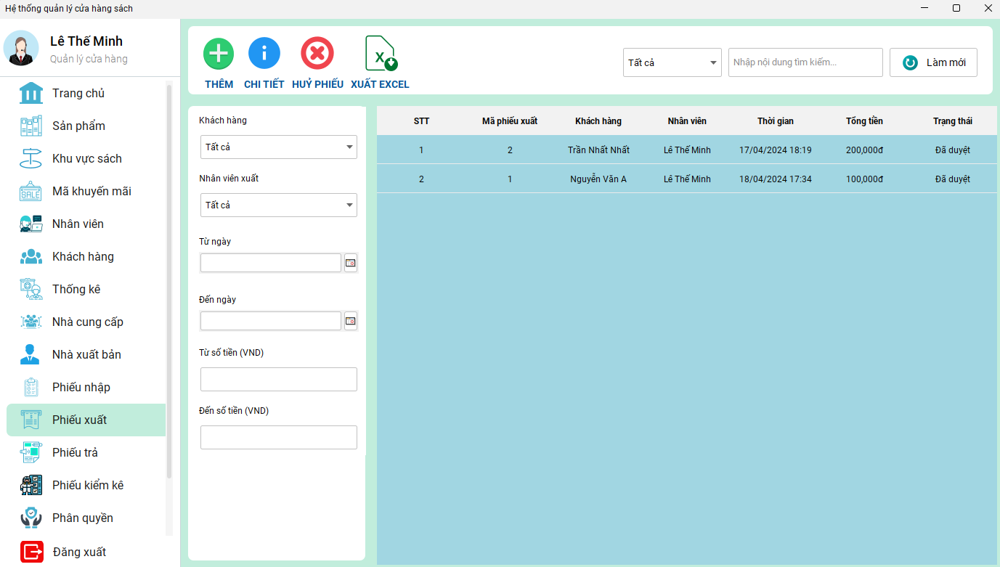 Hệ thống quản lý cửa hàng sách
Lê Thế Minh
Quản lý cửa hàng
Trang chủ
Sản phẩm
Khu vực sách
SALE
Mã khuyến mãi
Nhân viên
Khách hàng
Thống kê
Nhà cung cấp
Nhà xuất bản
Phiếu nhập
Phiếu xuất
Phiếu trả
Phiếu kiểm kê
Phân quyền
Đăng xuất
THÊM CHI TIẾT HUỶ PHIẾU XUẤT EXCEL
Tất cả Nhập nội dung tìm kiếm... Làm mới
Khách hàng
Tất cả
Nhân viên xuất
Tất cả
Từ ngày
Đến ngày
Từ số tiền (VND)
Đến số tiền (VND)
STT Mã phiếu xuất Khách hàng Nhân viên Thời gian Tổng tiền Trạng thái
1 2 Trần Nhất Nhất Lê Thế Minh 17/04/2024 18:19 200,000đ Đã duyệt
2 1 Nguyễn Văn A Lê Thế Minh 18/04/2024 17:34 100,000đ Đã duyệt